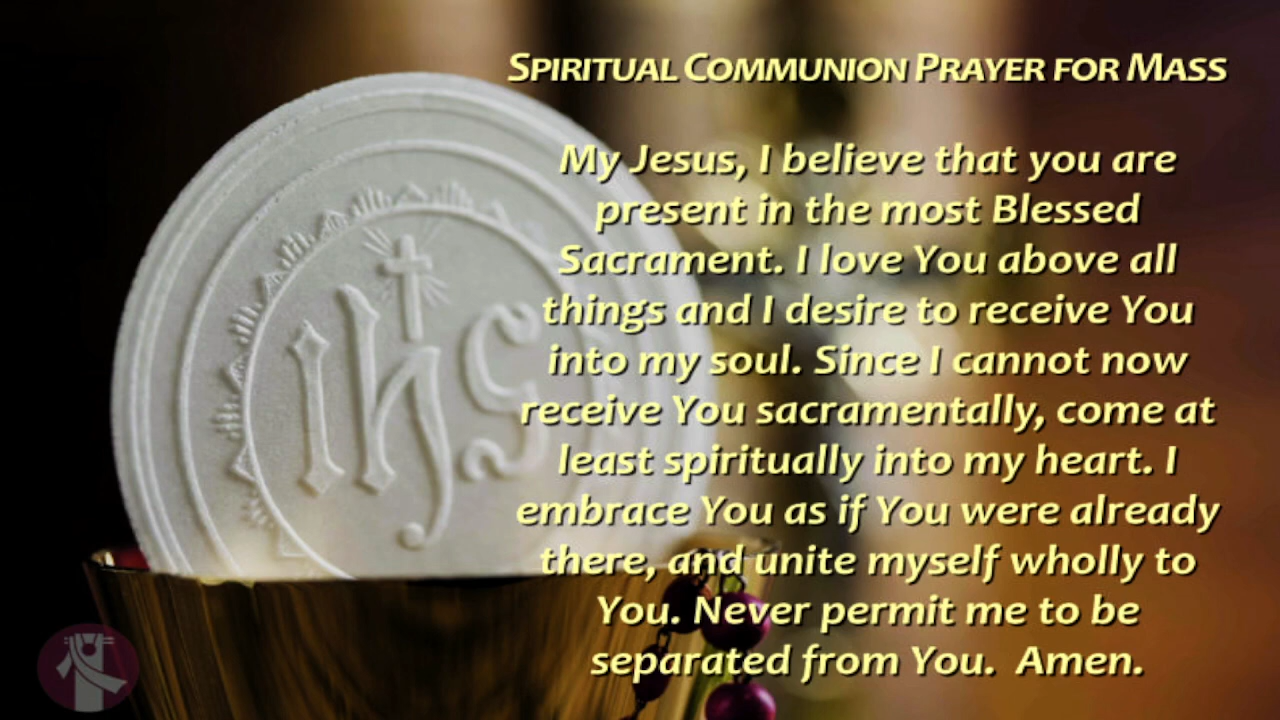 SPIRITUAL COMMUNION PRAYER FOR MASS
My Jesus, I believe that you are
present in the most Blessed
Sacrament. I love You above all
things and I desire to receive You
into my soul. Since I cannot now
receive You sacramentally, come at
least spiritually into my heart. I
embrace You as if You were already
there, and unite myself wholly to
You. Never permit me to be
separated from You.  Amen.
IHS